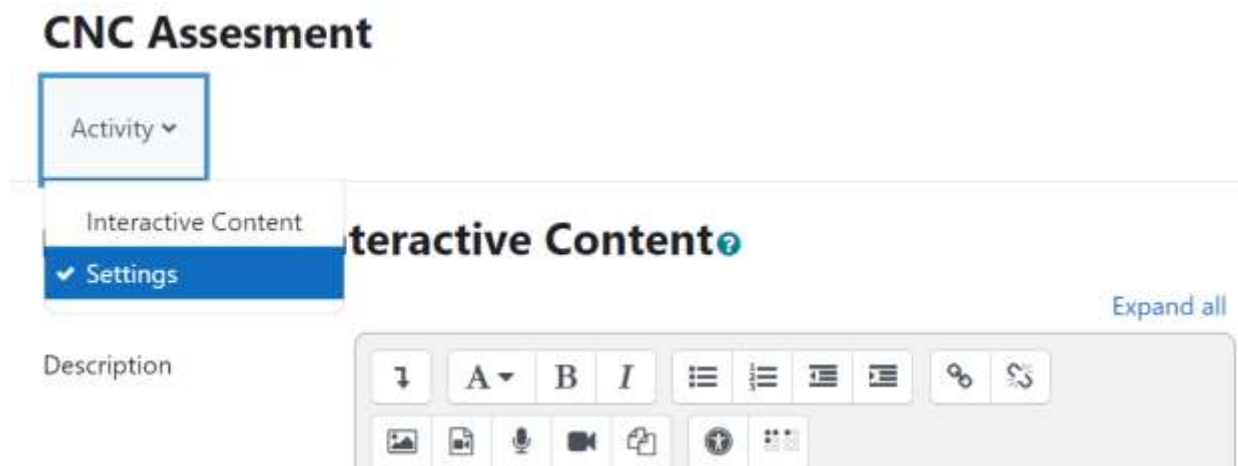 CNC Assesment
Activity
Interactive Content
teractive Content
Settings
Expand all
Description
A B I